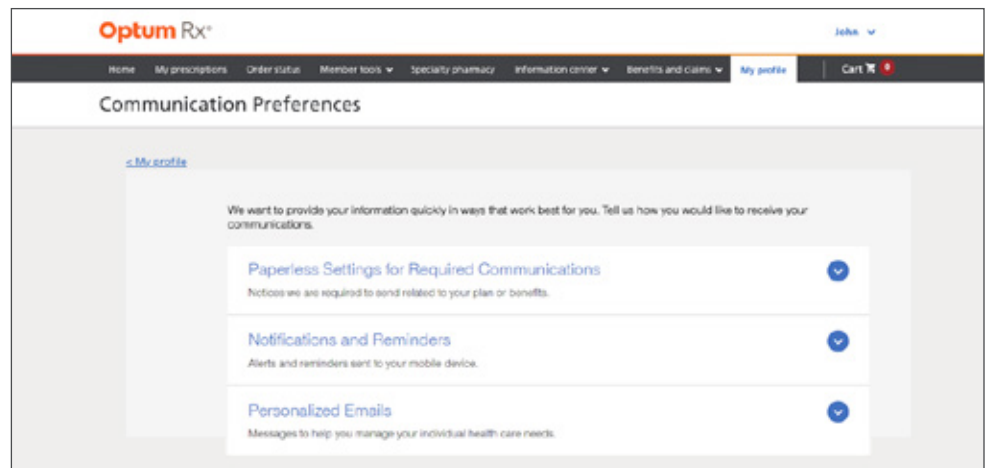 Optum Rx®
John
Home My prescriptions Order status Member tools Specialty pharmacy Information center Benefits and claims My profile Cart 0
Communication Preferences
< My profile
We want to provide your information quickly in ways that work best for you. Tell us how you would like to receive your
communications.
Paperless Settings for Required Communications
Notices we are required to send related to your plan or benefits.
Notifications and Reminders
Alerts and reminders sent to your mobile device.
Personalized Emails
Messages to help you manage your individual health care needs.